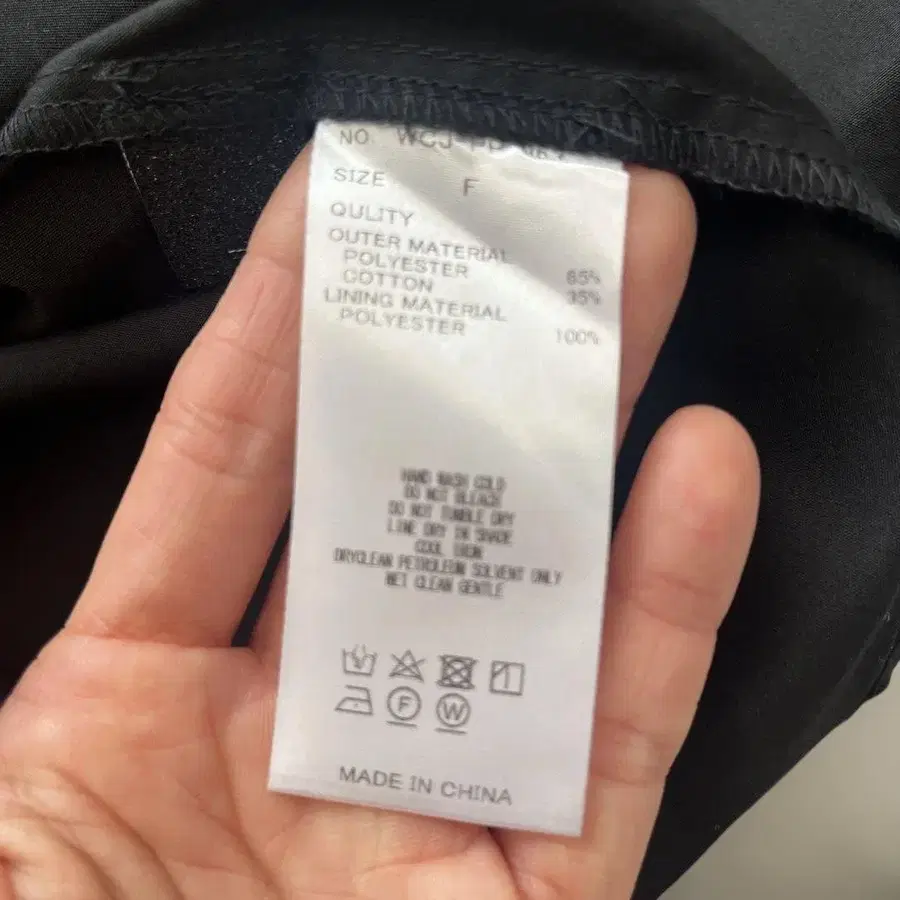 NO. WCJ
SIZE F
QULITY
OUTER MATERIAL
POLYESTER 65%
COTTON 35%
LINING MATERIAL
POLYESTER 100%
HAND WASH COLD
DO NOT BLEACH
DO NOT TUMBLE DRY
LINE DRY IN SHADE
COOL IRON
DRYCLEAN PETROLEUM SOLVENT ONLY
WET CLEAN GENTLE
F W
MADE IN CHINA